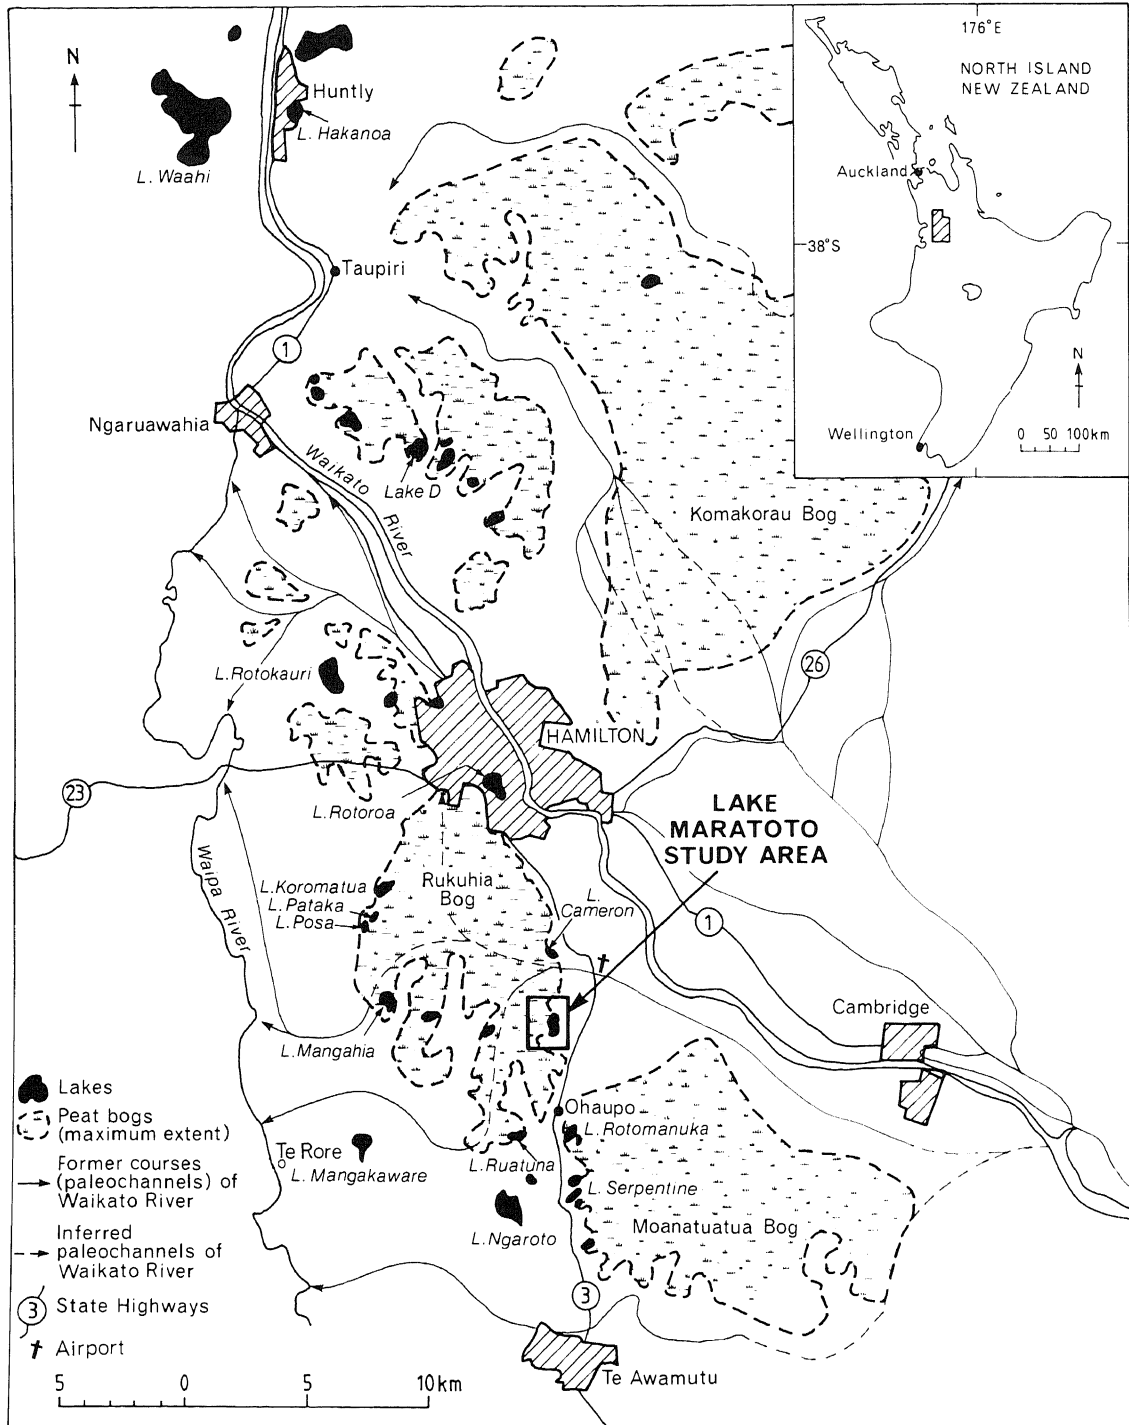 N
Huntly
L. Hakanoa
L. Waahi
Taupiri
1
Ngaruawahia
Waikato
River
Lake D
176°E
NORTH ISLAND
NEW ZEALAND
Auckland
38°S
N
Wellington
0 50 100km
Komakorau Bog
L. Rotokauri
26
HAMILTON
23
L. Rotoroa
LAKE
MARATOTO
STUDY AREA
Waipa River
Rukuhia
Bog
L. Koromatua
L. Pataka
L. Posa
L.
Cameron
1
Cambridge
L. Mangahia
Ohaupo
L. Rotomanuka
Te Rore
L. Mangakaware
L. Ruatuna
L. Serpentine
L. Ngaroto
Moanatuatua Bog
3
Te Awamutu
Lakes
Peat bogs
(maximum extent)
Former courses
(paleochannels) of
Waikato River
Inferred
paleochannels of
Waikato River
3 State Highways
Airport
5 0 5 10km